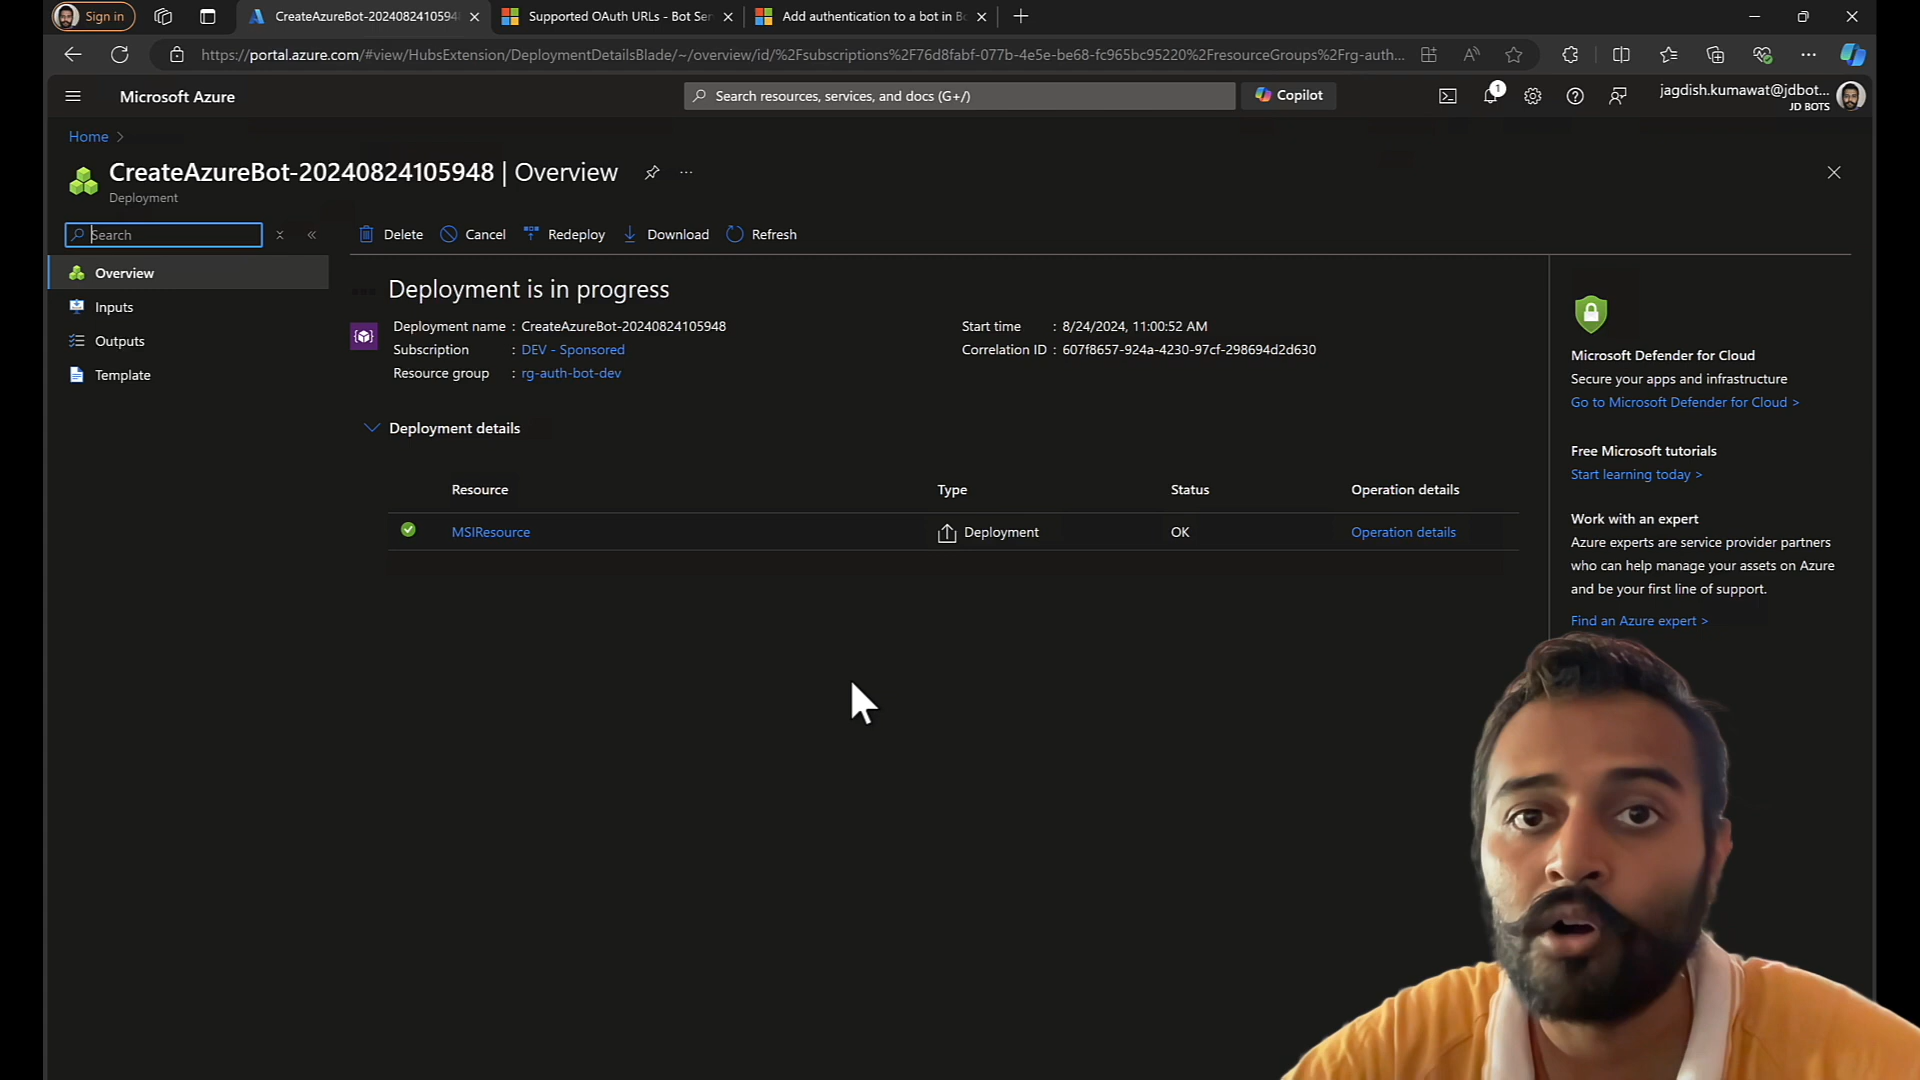 Sign in
CreateAzureBot-20240824105948
Supported OAuth URLs - Bot Ser
Add authentication to a bot in B
https://portal.azure.com/#view/HubsExtension/DeploymentDetailsBlade/~/overview/id/%2Fsubscriptions%2F76d8fabf-077b-4e5e-be68-fc965bc95220%2FresourceGroups%2Frg-auth...
Microsoft Azure
Search resources, services, and docs (G+/)
Copilot
1
jagdish.kumawat@jdbot...
JD BOTS
Home
CreateAzureBot-20240824105948 | Overview
Deployment
Search
Delete
Cancel
Redeploy
Download
Refresh
Overview
Inputs
Outputs
Template
Deployment is in progress
Deployment name : CreateAzureBot-20240824105948
Subscription : DEV - Sponsored
Resource group : rg-auth-bot-dev
Start time : 8/24/2024, 11:00:52 AM
Correlation ID : 607f8657-924a-4230-97cf-298694d2d630
Deployment details
Resource Type Status Operation details
MSIResource Deployment OK Operation details
Microsoft Defender for Cloud
Secure your apps and infrastructure
Go to Microsoft Defender for Cloud >
Free Microsoft tutorials
Start learning today >
Work with an expert
Azure experts are service provider partners
who can help manage your assets on Azure
and be your first line of support.
Find an Azure expert >